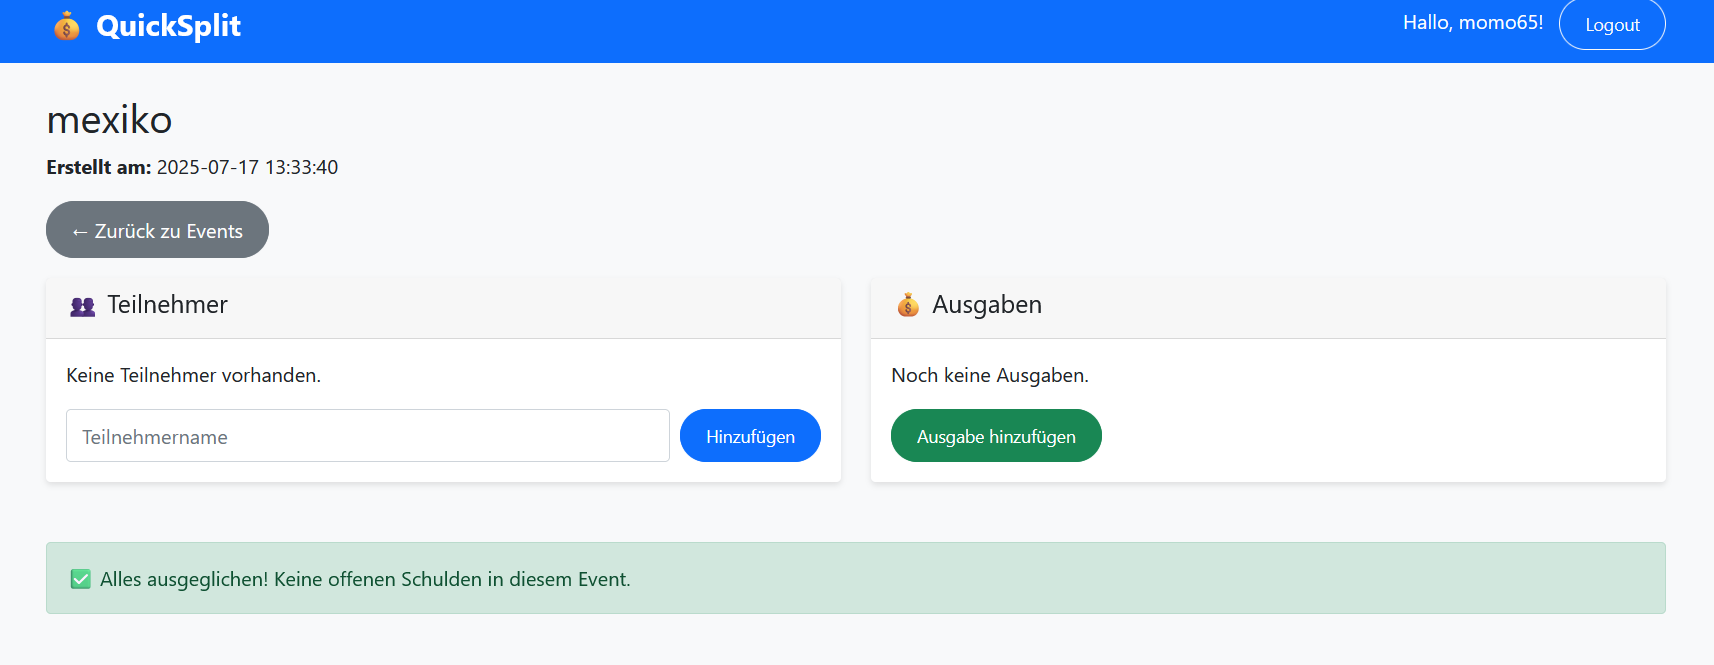 QuickSplit
Hallo, momo65!
Logout
mexiko
Erstellt am: 2025-07-17 13:33:40
← Zurück zu Events
Teilnehmer
Keine Teilnehmer vorhanden.
Teilnehmername
Hinzufügen
Ausgaben
Noch keine Ausgaben.
Ausgabe hinzufügen
Alles ausgeglichen! Keine offenen Schulden in diesem Event.